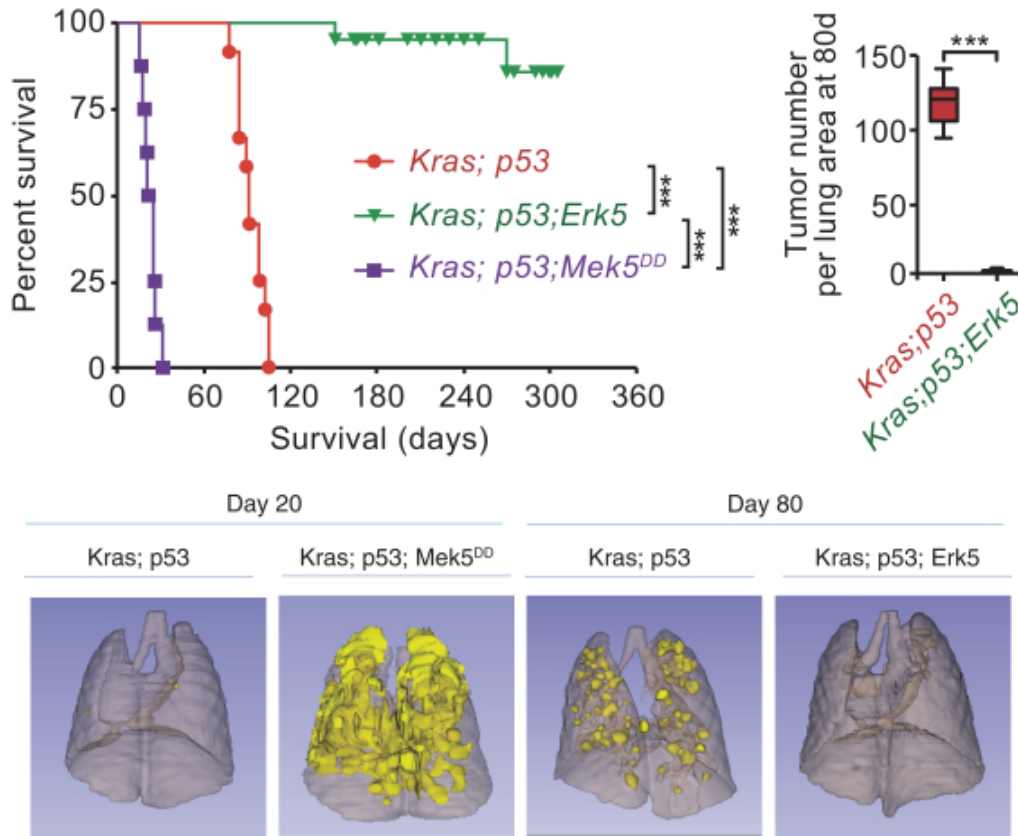 Percent survival
100
75
50
25
0
0 60 120 180 240 300 360
Survival (days)
Kras; p53
Kras; p53;Erk5
Kras; p53;Mek5ᴰᴰ
***
***
***
Tumor number
per lung area at 80d
150
100
50
0
***
Kras;p53
Kras;p53;Erk5
Day 20
Day 80
Kras; p53
Kras; p53; Mek5ᴰᴰ
Kras; p53
Kras; p53; Erk5